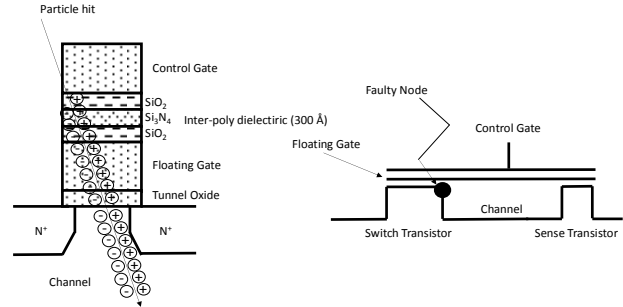 Particle hit
Control Gate
SiO2
Si3N4
SiO2
Inter-poly dielectiric (300 Å)
Floating Gate
Tunnel Oxide
N+
N+
Channel
Faulty Node
Control Gate
Floating Gate
Channel
Switch Transistor
Sense Transistor